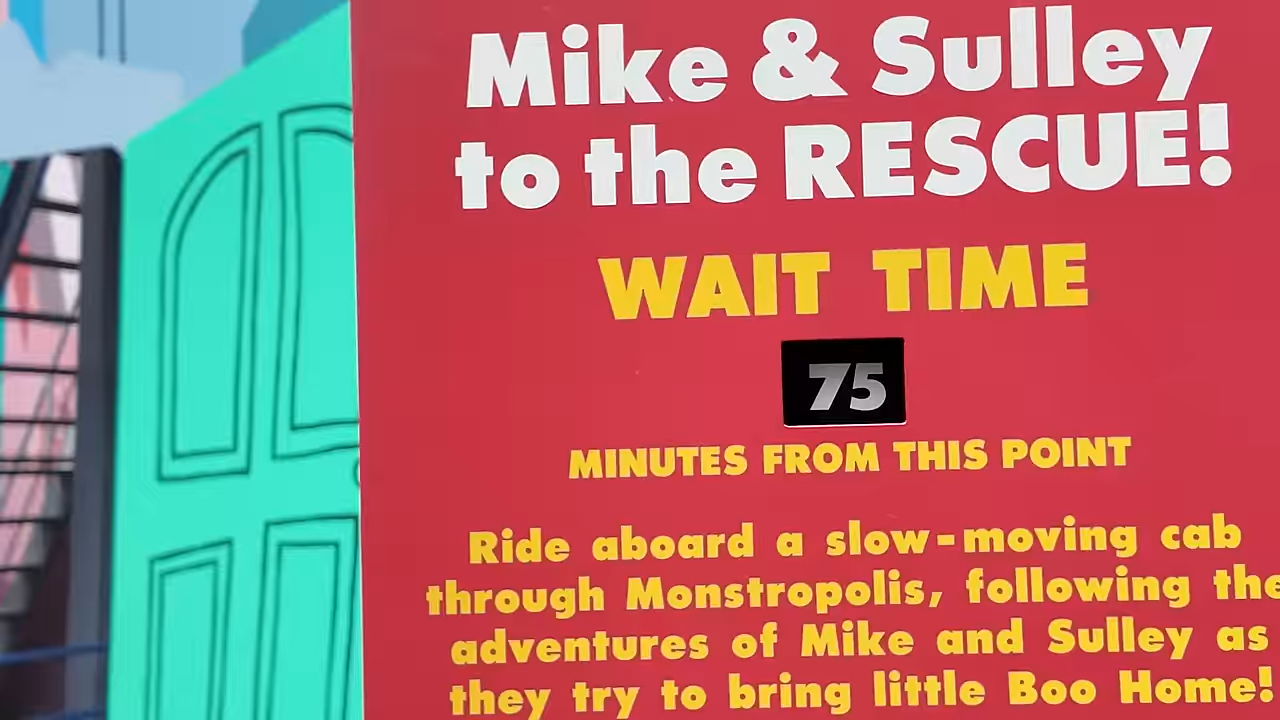 Mike & Sulley
to the RESCUE!
WAIT TIME
75
MINUTES FROM THIS POINT
Ride aboard a slow-moving cab
through Monstropolis, following the
adventures of Mike and Sulley as
they try to bring little Boo Home!